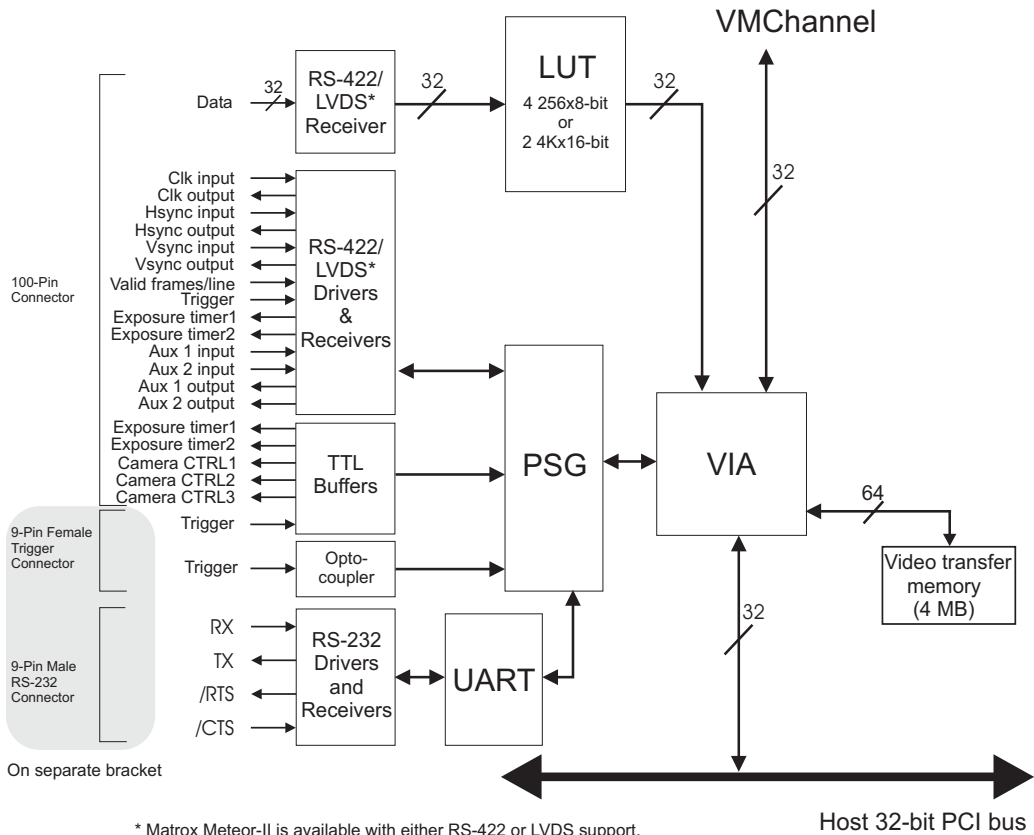 VMChannel
32
Data
32
RS-422/
LVDS*
Receiver
32
LUT
4 256x8-bit
or
2 4Kx16-bit
32
100-Pin
Connector
Clk input
Clk output
Hsync input
Hsync output
Vsync input
Vsync output
Valid frames/line
Trigger
Exposure timer1
Exposure timer2
Aux 1 input
Aux 2 input
Aux 1 output
Aux 2 output
RS-422/
LVDS*
Drivers
&
Receivers
Exposure timer1
Exposure timer2
Camera CTRL1
Camera CTRL2
Camera CTRL3
TTL
Buffers
PSG
VIA
64
Video transfer
memory
(4 MB)
9-Pin Female
Trigger
Connector
Trigger
Trigger
Opto-
coupler
9-Pin Male
RS-232
Connector
RX
TX
/RTS
/CTS
RS-232
Drivers
and
Receivers
UART
32
On separate bracket
* Matrox Meteor-II is available with either RS-422 or LVDS support.
Host 32-bit PCI bus